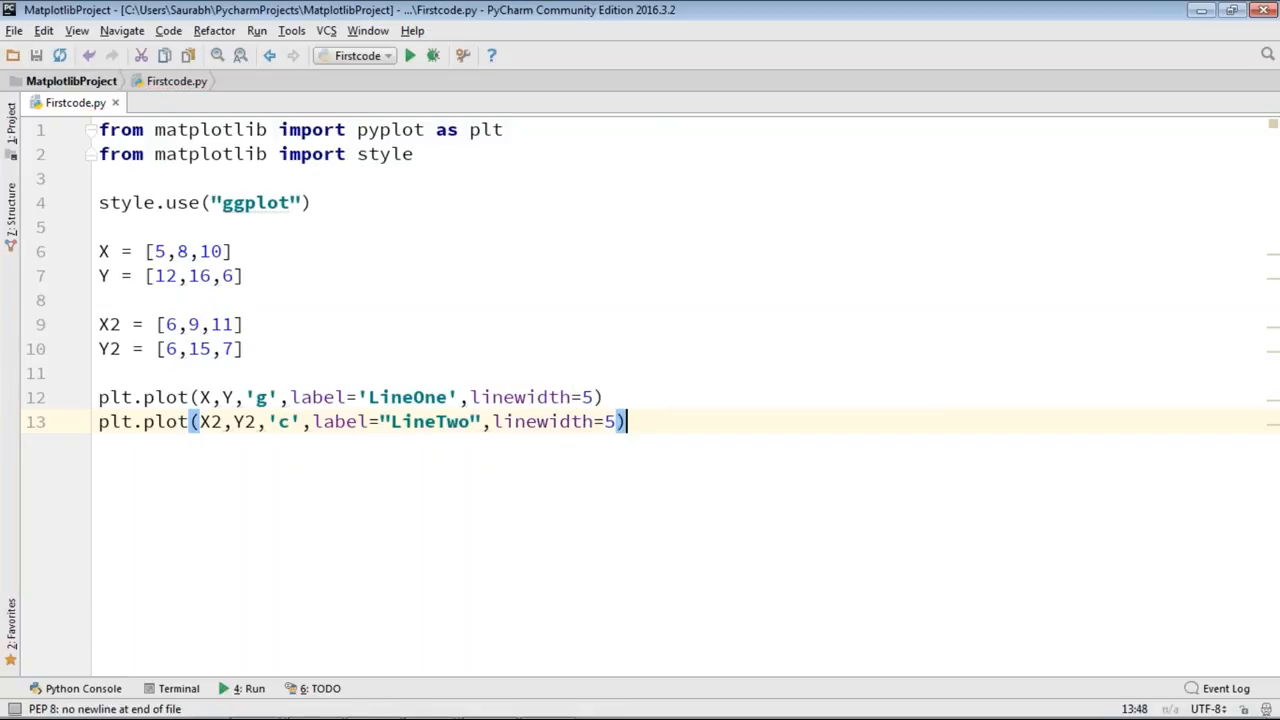 MatplotlibProject - [C:\Users\Saurabh\PycharmProjects\MatplotlibProject] - ...\Firstcode.py - PyCharm Community Edition 2016.3.2
File Edit View Navigate Code Refactor Run Tools VCS Window Help
Firstcode
MatplotlibProject Firstcode.py
Firstcode.py
1: Project
Z: Structure
2: Favorites
1 from matplotlib import pyplot as plt
2 from matplotlib import style
3
4 style.use("ggplot")
5
6 X = [5,8,10]
7 Y = [12,16,6]
8
9 X2 = [6,9,11]
10 Y2 = [6,15,7]
11
12 plt.plot(X,Y,'g',label='LineOne',linewidth=5)
13 plt.plot(X2,Y2,'c',label="LineTwo",linewidth=5)
Python Console Terminal 4: Run 6: TODO Event Log
PEP 8: no newline at end of file 13:48 n/a UTF-8